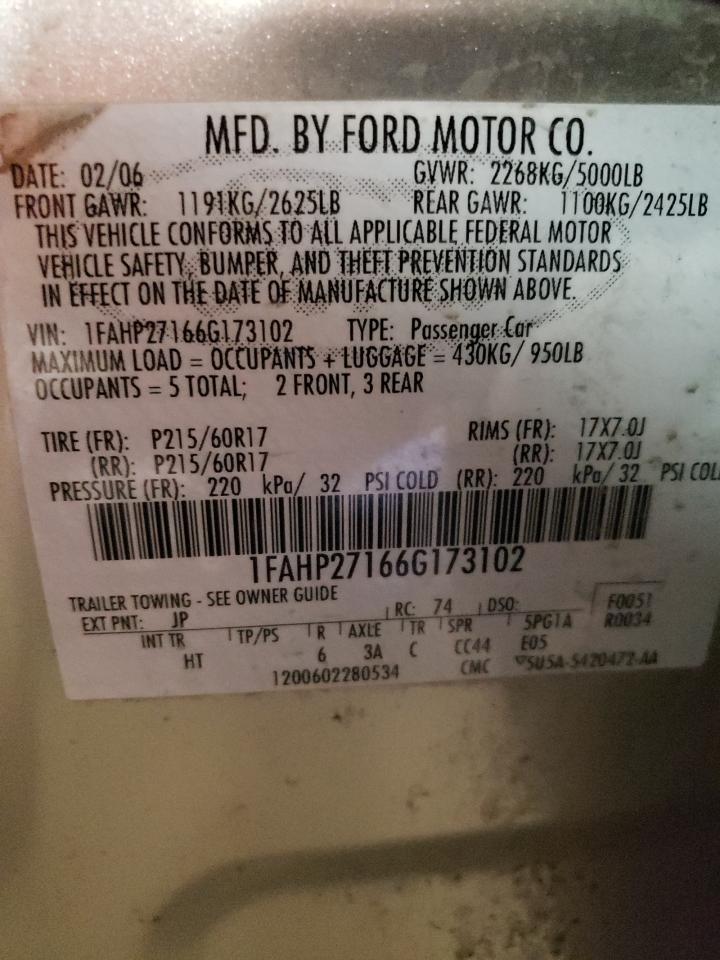 MFD. BY FORD MOTOR CO.
DATE: 02/06 GVWR: 2268KG/5000LB
FRONT GAWR: 1191KG/2625LB REAR GAWR: 1100KG/2425LB
THIS VEHICLE CONFORMS TO ALL APPLICABLE FEDERAL MOTOR
VEHICLE SAFETY, BUMPER, AND THEFT PREVENTION STANDARDS
IN EFFECT ON THE DATE OF MANUFACTURE SHOWN ABOVE.
VIN: 1FAHP27166G173102 TYPE: Passenger Car
MAXIMUM LOAD = OCCUPANTS + LUGGAGE = 430KG/ 950LB
OCCUPANTS = 5 TOTAL; 2 FRONT, 3 REAR
TIRE (FR): P215/60R17 RIMS (FR): 17X7.0J
(RR): P215/60R17 (RR): 17X7.0J
PRESSURE (FR): 220 kPa/ 32 PSI COLD (RR): 220 kPa/ 32 PSI COL
1FAHP27166G173102
TRAILER TOWING - SEE OWNER GUIDE
EXT PNT: JP RC: 74 DSO: F0051
R0034
INT TR TP/PS R AXLE TR SPR 5PG1A
HT 6 3A C CC44 E05
1200602280534 CMC 5U5A-5420472-AA